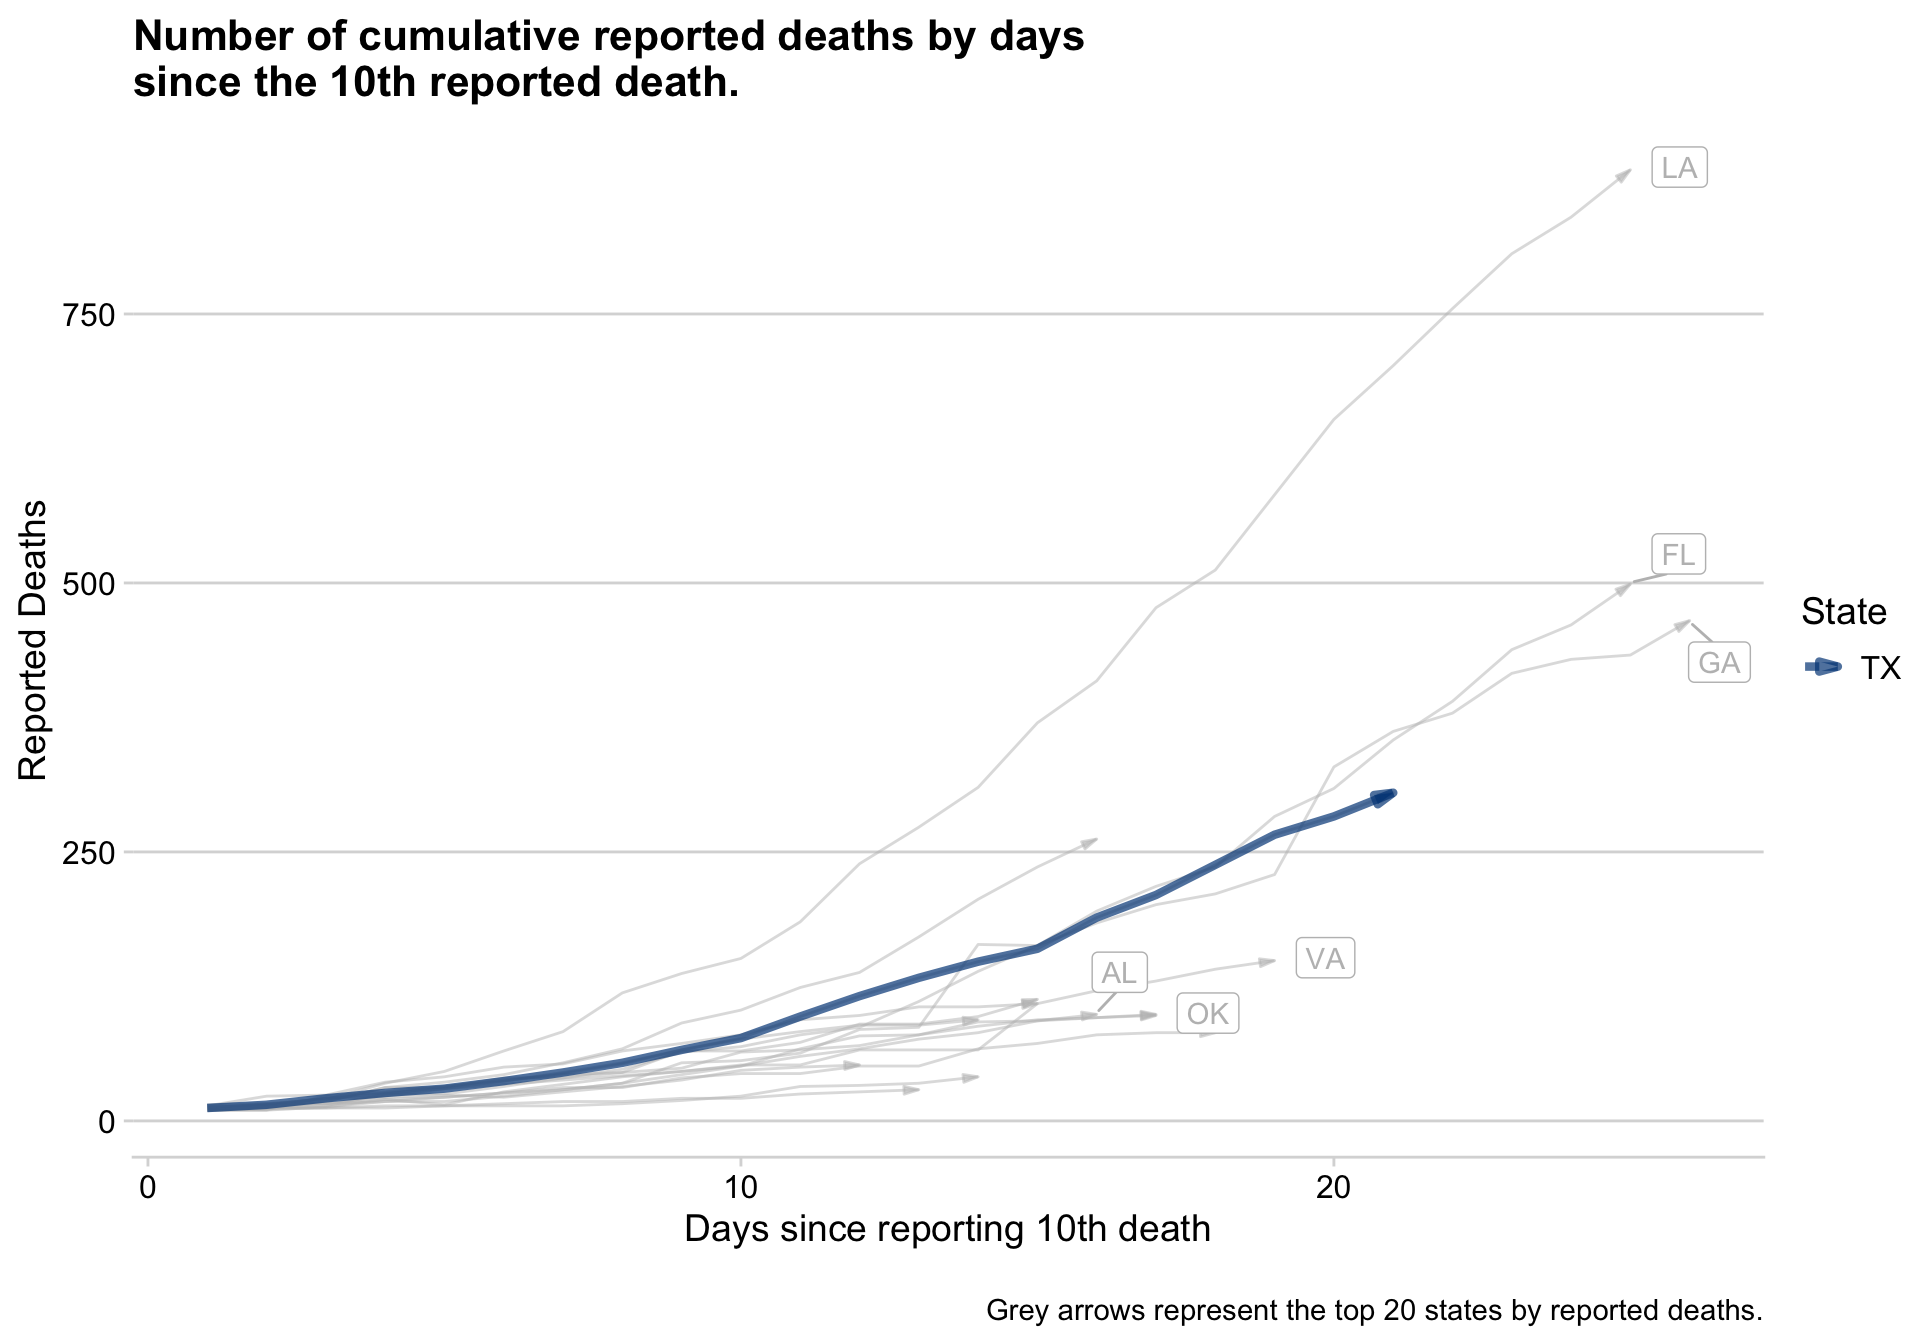 Number of cumulative reported deaths by days
since the 10th reported death.
LA
750
FL
500
GA
State
TX
Reported Deaths
250
VA
AL
OK
0
0
10
20
Days since reporting 10th death
Grey arrows represent the top 20 states by reported deaths.